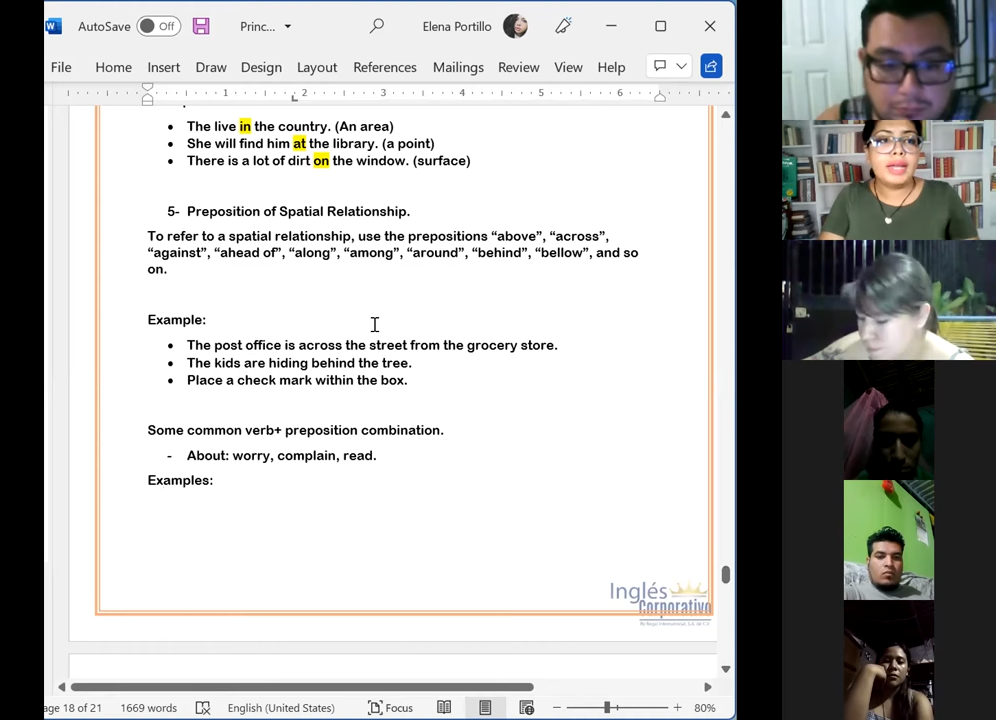 AutoSave Off Princ... Elena Portillo
File Home Insert Draw Design Layout References Mailings Review View Help
1 2 3 4 5 6
• The live in the country. (An area)
• She will find him at the library. (a point)
• There is a lot of dirt on the window. (surface)
5- Preposition of Spatial Relationship.
To refer to a spatial relationship, use the prepositions “above”, “across”,
“against”, “ahead of”, “along”, “among”, “around”, “behind”, “bellow”, and so
on.
Example:
• The post office is across the street from the grocery store.
• The kids are hiding behind the tree.
• Place a check mark within the box.
Some common verb+ preposition combination.
- About: worry, complain, read.
Examples:
Inglés
Corporativo
age 18 of 21 1669 words English (United States) Focus 80%